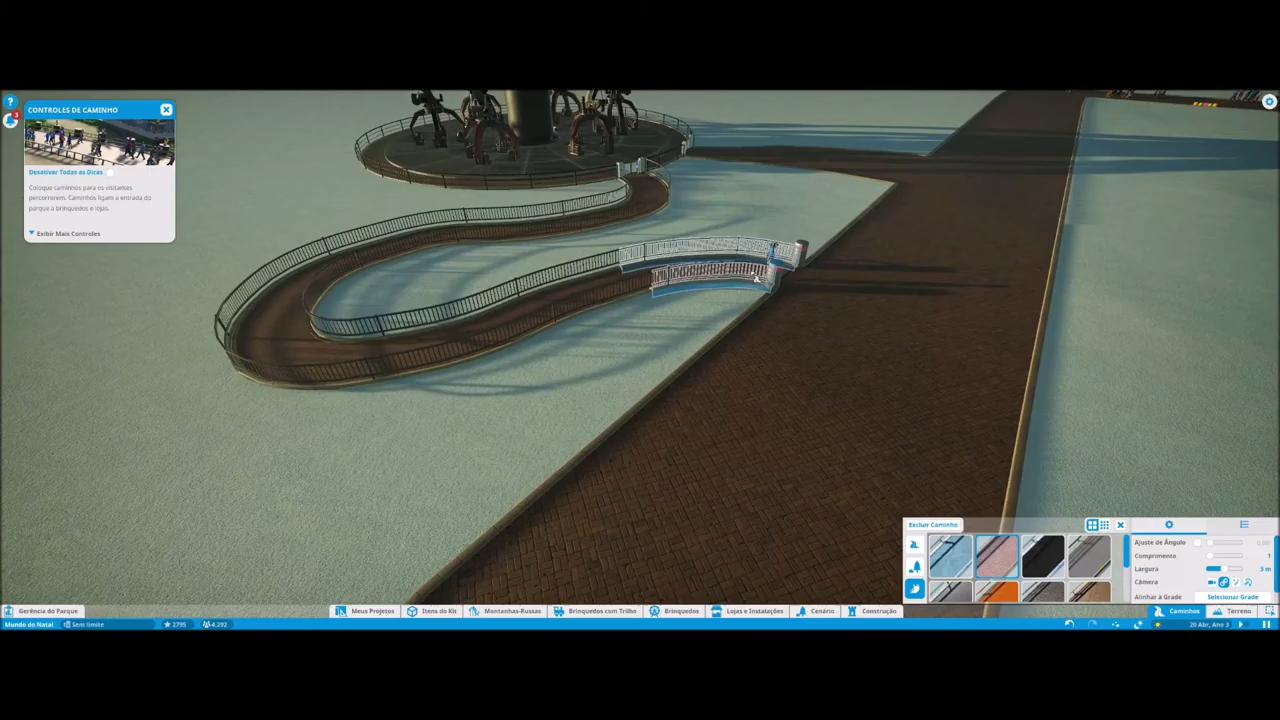 ?
3
CONTROLES DE CAMINHO
Desativar Todas as Dicas
Coloque caminhos para os visitantes
percorrerem. Caminhos ligam a entrada do
parque a brinquedos e lojas.
Exibir Mais Controles
Excluir Caminho
Ajuste de Ângulo
Comprimento 1
Largura 3 m
Câmera
Alinhar à Grade Selecionar Grade
Gerência do Parque Meus Projetos Itens do Kit Montanhas-Russas Brinquedos com Trilho Brinquedos Lojas e Instalações Cenário Construção Caminhos Terreno
Mundo do Natal Sem limite 2795 4.292 20 Abr, Ano 3